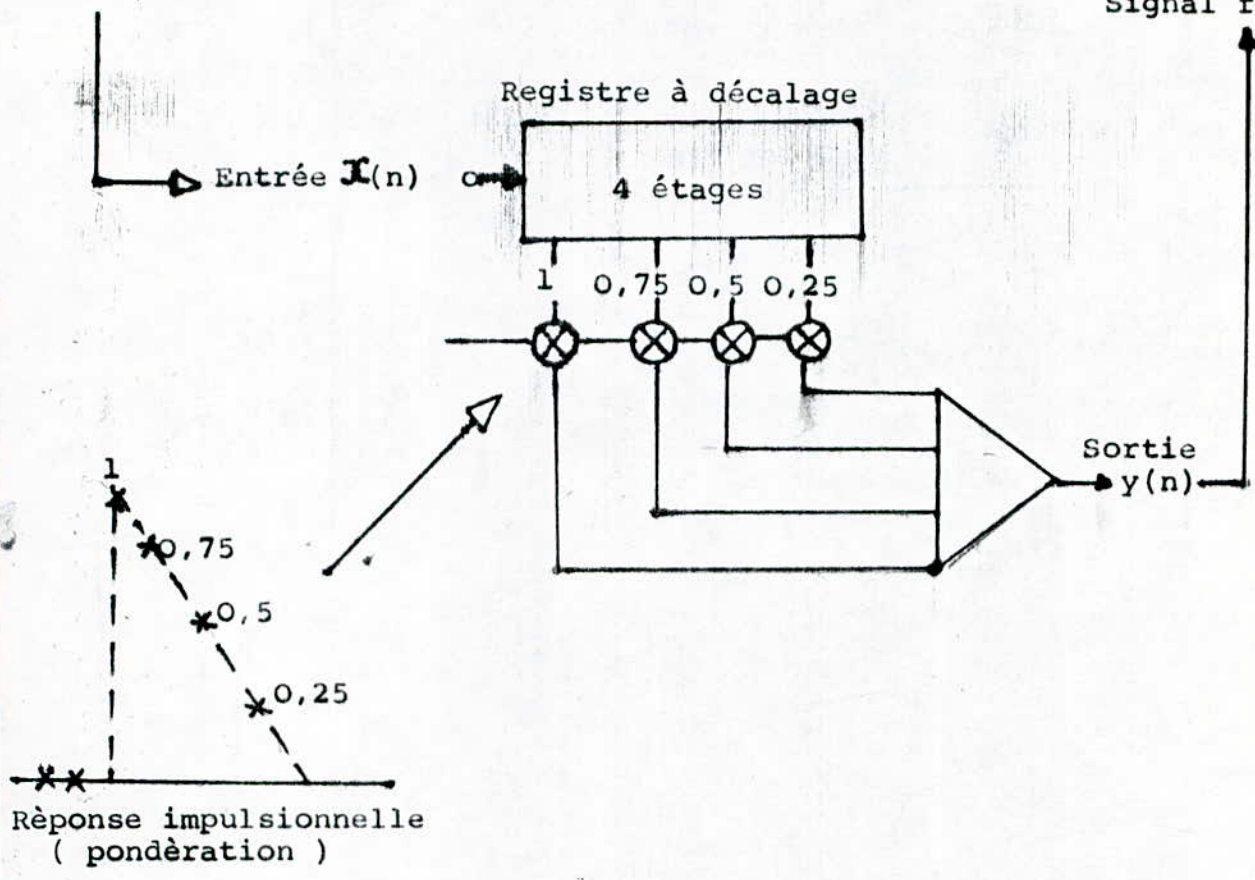 Signal f
Registre à décalage
Entrée X(n)
4 étages
1 0,75 0,5 0,25
Sortie
y(n)
1
0,75
0,5
0,25
Rèponse impulsionnelle
( pondèration )